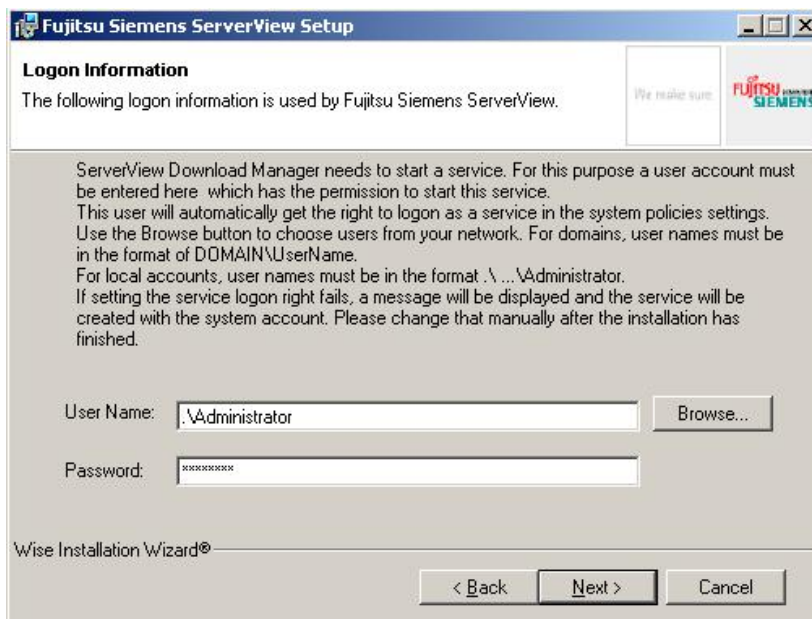 Fujitsu Siemens ServerView Setup
Logon Information
The following logon information is used by Fujitsu Siemens ServerView.
We make sure
FUJITSU
SIEMENS
ServerView Download Manager needs to start a service. For this purpose a user account must
be entered here which has the permission to start this service.
This user will automatically get the right to logon as a service in the system policies settings.
Use the Browse button to choose users from your network. For domains, user names must be
in the format of DOMAIN\UserName.
For local accounts, user names must be in the format .\ ...\Administrator.
If setting the service logon right fails, a message will be displayed and the service will be
created with the system account. Please change that manually after the installation has
finished.
User Name: .\Administrator Browse...
Password: ********
Wise Installation Wizard®
< Back Next > Cancel